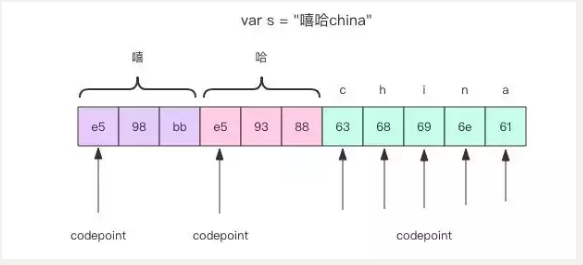 var s = "嘻哈china"
嘻 哈 c h i n a
e5 98 bb e5 93 88 63 68 69 6e 61
codepoint codepoint codepoint